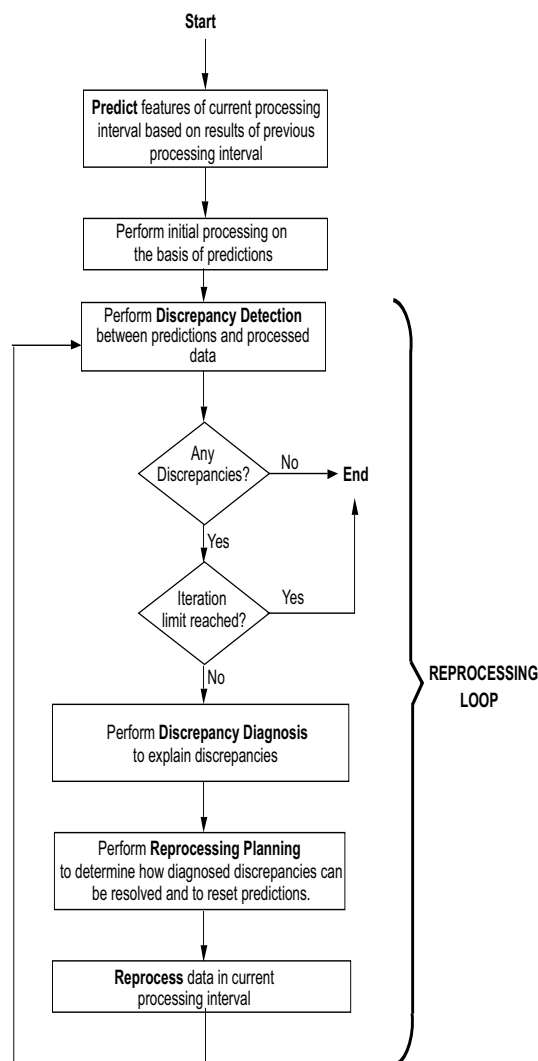 Start
Predict features of current processing
interval based on results of previous
processing interval
Perform initial processing on
the basis of predictions
Perform Discrepancy Detection
between predictions and processed
data
Any
Discrepancies?
No
End
Yes
Iteration
limit reached?
Yes
No
REPROCESSING
LOOP
Perform Discrepancy Diagnosis
to explain discrepancies
Perform Reprocessing Planning
to determine how diagnosed discrepancies can
be resolved and to reset predictions.
Reprocess data in current
processing interval